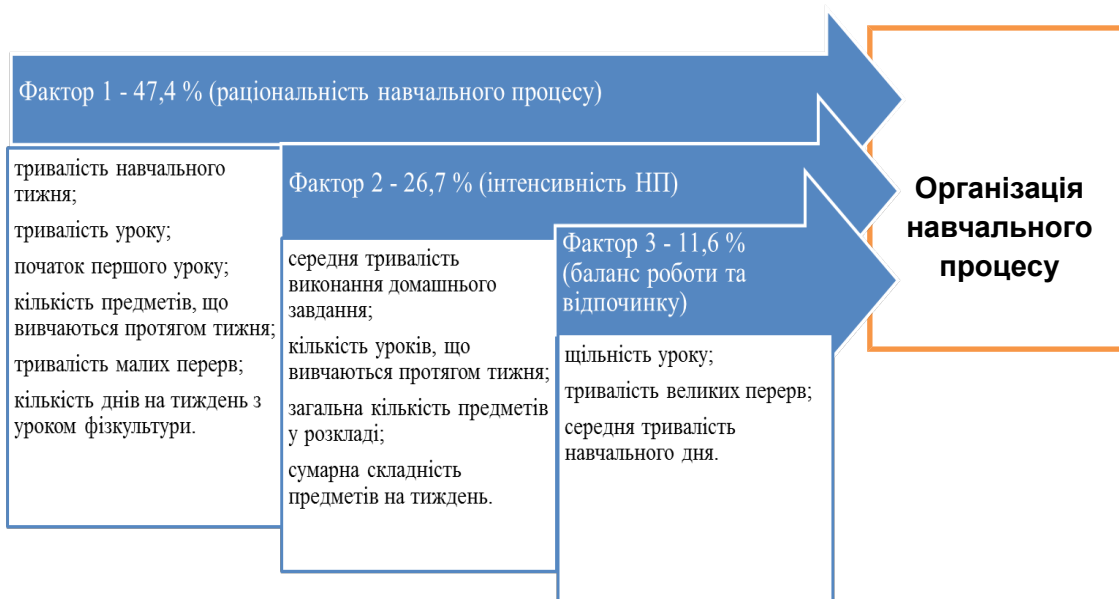 Фактор 1 - 47,4 % (раціональність навчального процесу)
тривалість навчального
тижня;
тривалість уроку;
початок першого уроку;
кількість предметів, що
вивчаються протягом тижня;
тривалість малих перерв;
кількість днів на тиждень з
уроком фізкультури.
Фактор 2 - 26,7 % (інтенсивність НП)
середня тривалість
виконання домашнього
завдання;
кількість уроків, що
вивчаються протягом тижня;
загальна кількість предметів
у розкладі;
сумарна складність
предметів на тиждень.
Фактор 3 - 11,6 %
(баланс роботи та
відпочинку)
щільність уроку;
тривалість великих перерв;
середня тривалість
навчального дня.
Організація
навчального
процесу